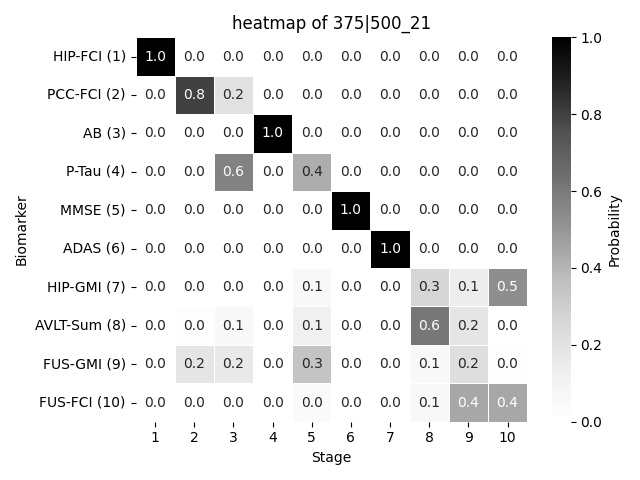 heatmap of 375|500_21
HIP-FCI (1) 1.0 0.0 0.0 0.0 0.0 0.0 0.0 0.0 0.0 0.0
PCC-FCI (2) 0.0 0.8 0.2 0.0 0.0 0.0 0.0 0.0 0.0 0.0
AB (3) 0.0 0.0 0.0 1.0 0.0 0.0 0.0 0.0 0.0 0.0
P-Tau (4) 0.0 0.0 0.6 0.0 0.4 0.0 0.0 0.0 0.0 0.0
MMSE (5) 0.0 0.0 0.0 0.0 0.0 1.0 0.0 0.0 0.0 0.0
ADAS (6) 0.0 0.0 0.0 0.0 0.0 0.0 1.0 0.0 0.0 0.0
HIP-GMI (7) 0.0 0.0 0.0 0.0 0.1 0.0 0.0 0.3 0.1 0.5
AVLT-Sum (8) 0.0 0.0 0.1 0.0 0.1 0.0 0.0 0.6 0.2 0.0
FUS-GMI (9) 0.0 0.2 0.2 0.0 0.3 0.0 0.0 0.1 0.2 0.0
FUS-FCI (10) 0.0 0.0 0.0 0.0 0.0 0.0 0.0 0.1 0.4 0.4
1 2 3 4 5 6 7 8 9 10
Stage
Biomarker
1.0
0.8
0.6
0.4
0.2
0.0
Probability